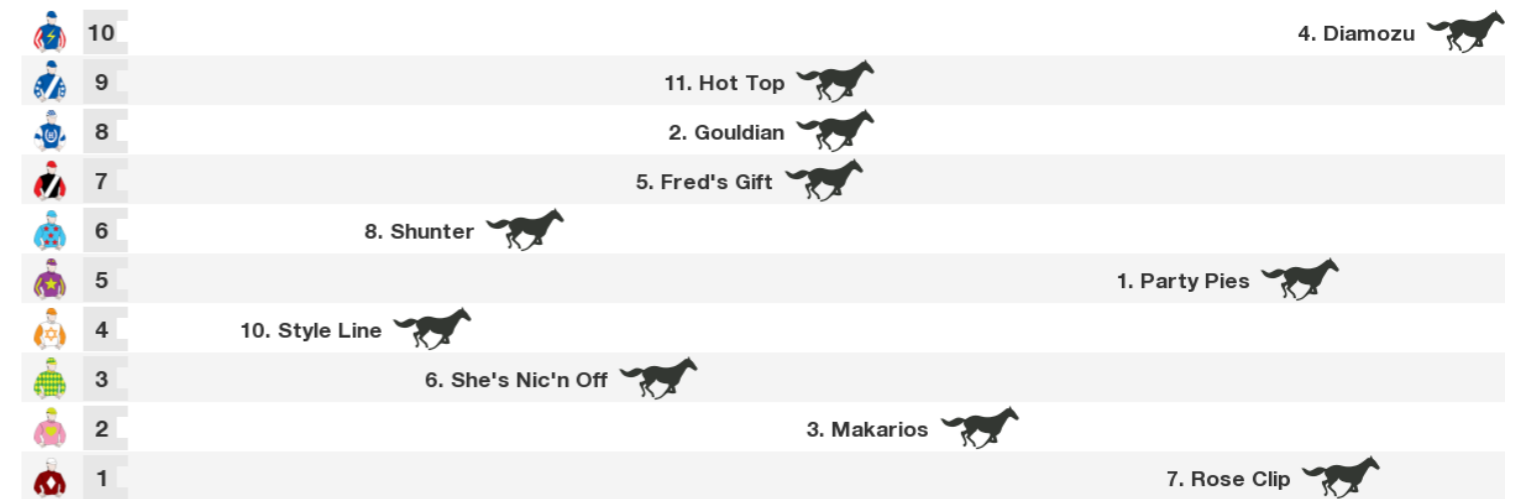 10 4. Diamozu
9 11. Hot Top
8 2. Gouldian
7 5. Fred's Gift
6 8. Shunter
5 1. Party Pies
4 10. Style Line
3 6. She's Nic'n Off
2 3. Makarios
1 7. Rose Clip